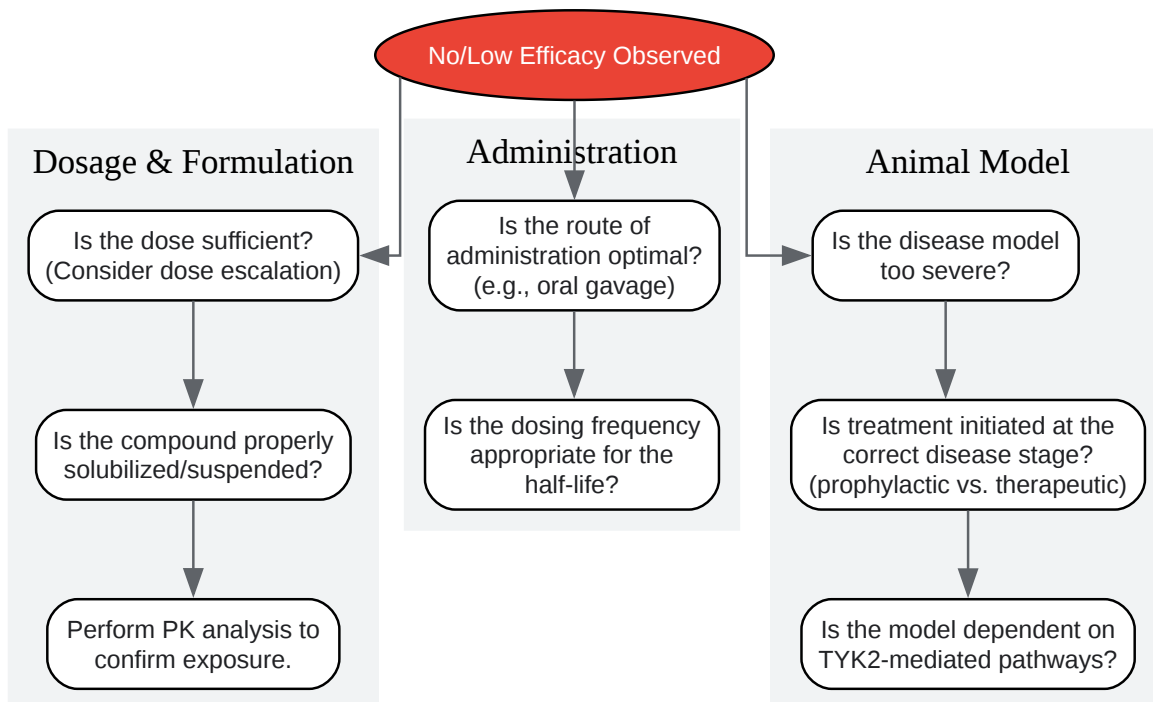 No/Low Efficacy Observed
Dosage & Formulation
Is the dose sufficient?
(Consider dose escalation)
Is the compound properly
solubilized/suspended?
Perform PK analysis to
confirm exposure.
Administration
Is the route of
administration optimal?
(e.g., oral gavage)
Is the dosing frequency
appropriate for the
half-life?
Animal Model
Is the disease model
too severe?
Is treatment initiated at the
correct disease stage?
(prophylactic vs. therapeutic)
Is the model dependent on
TYK2-mediated pathways?